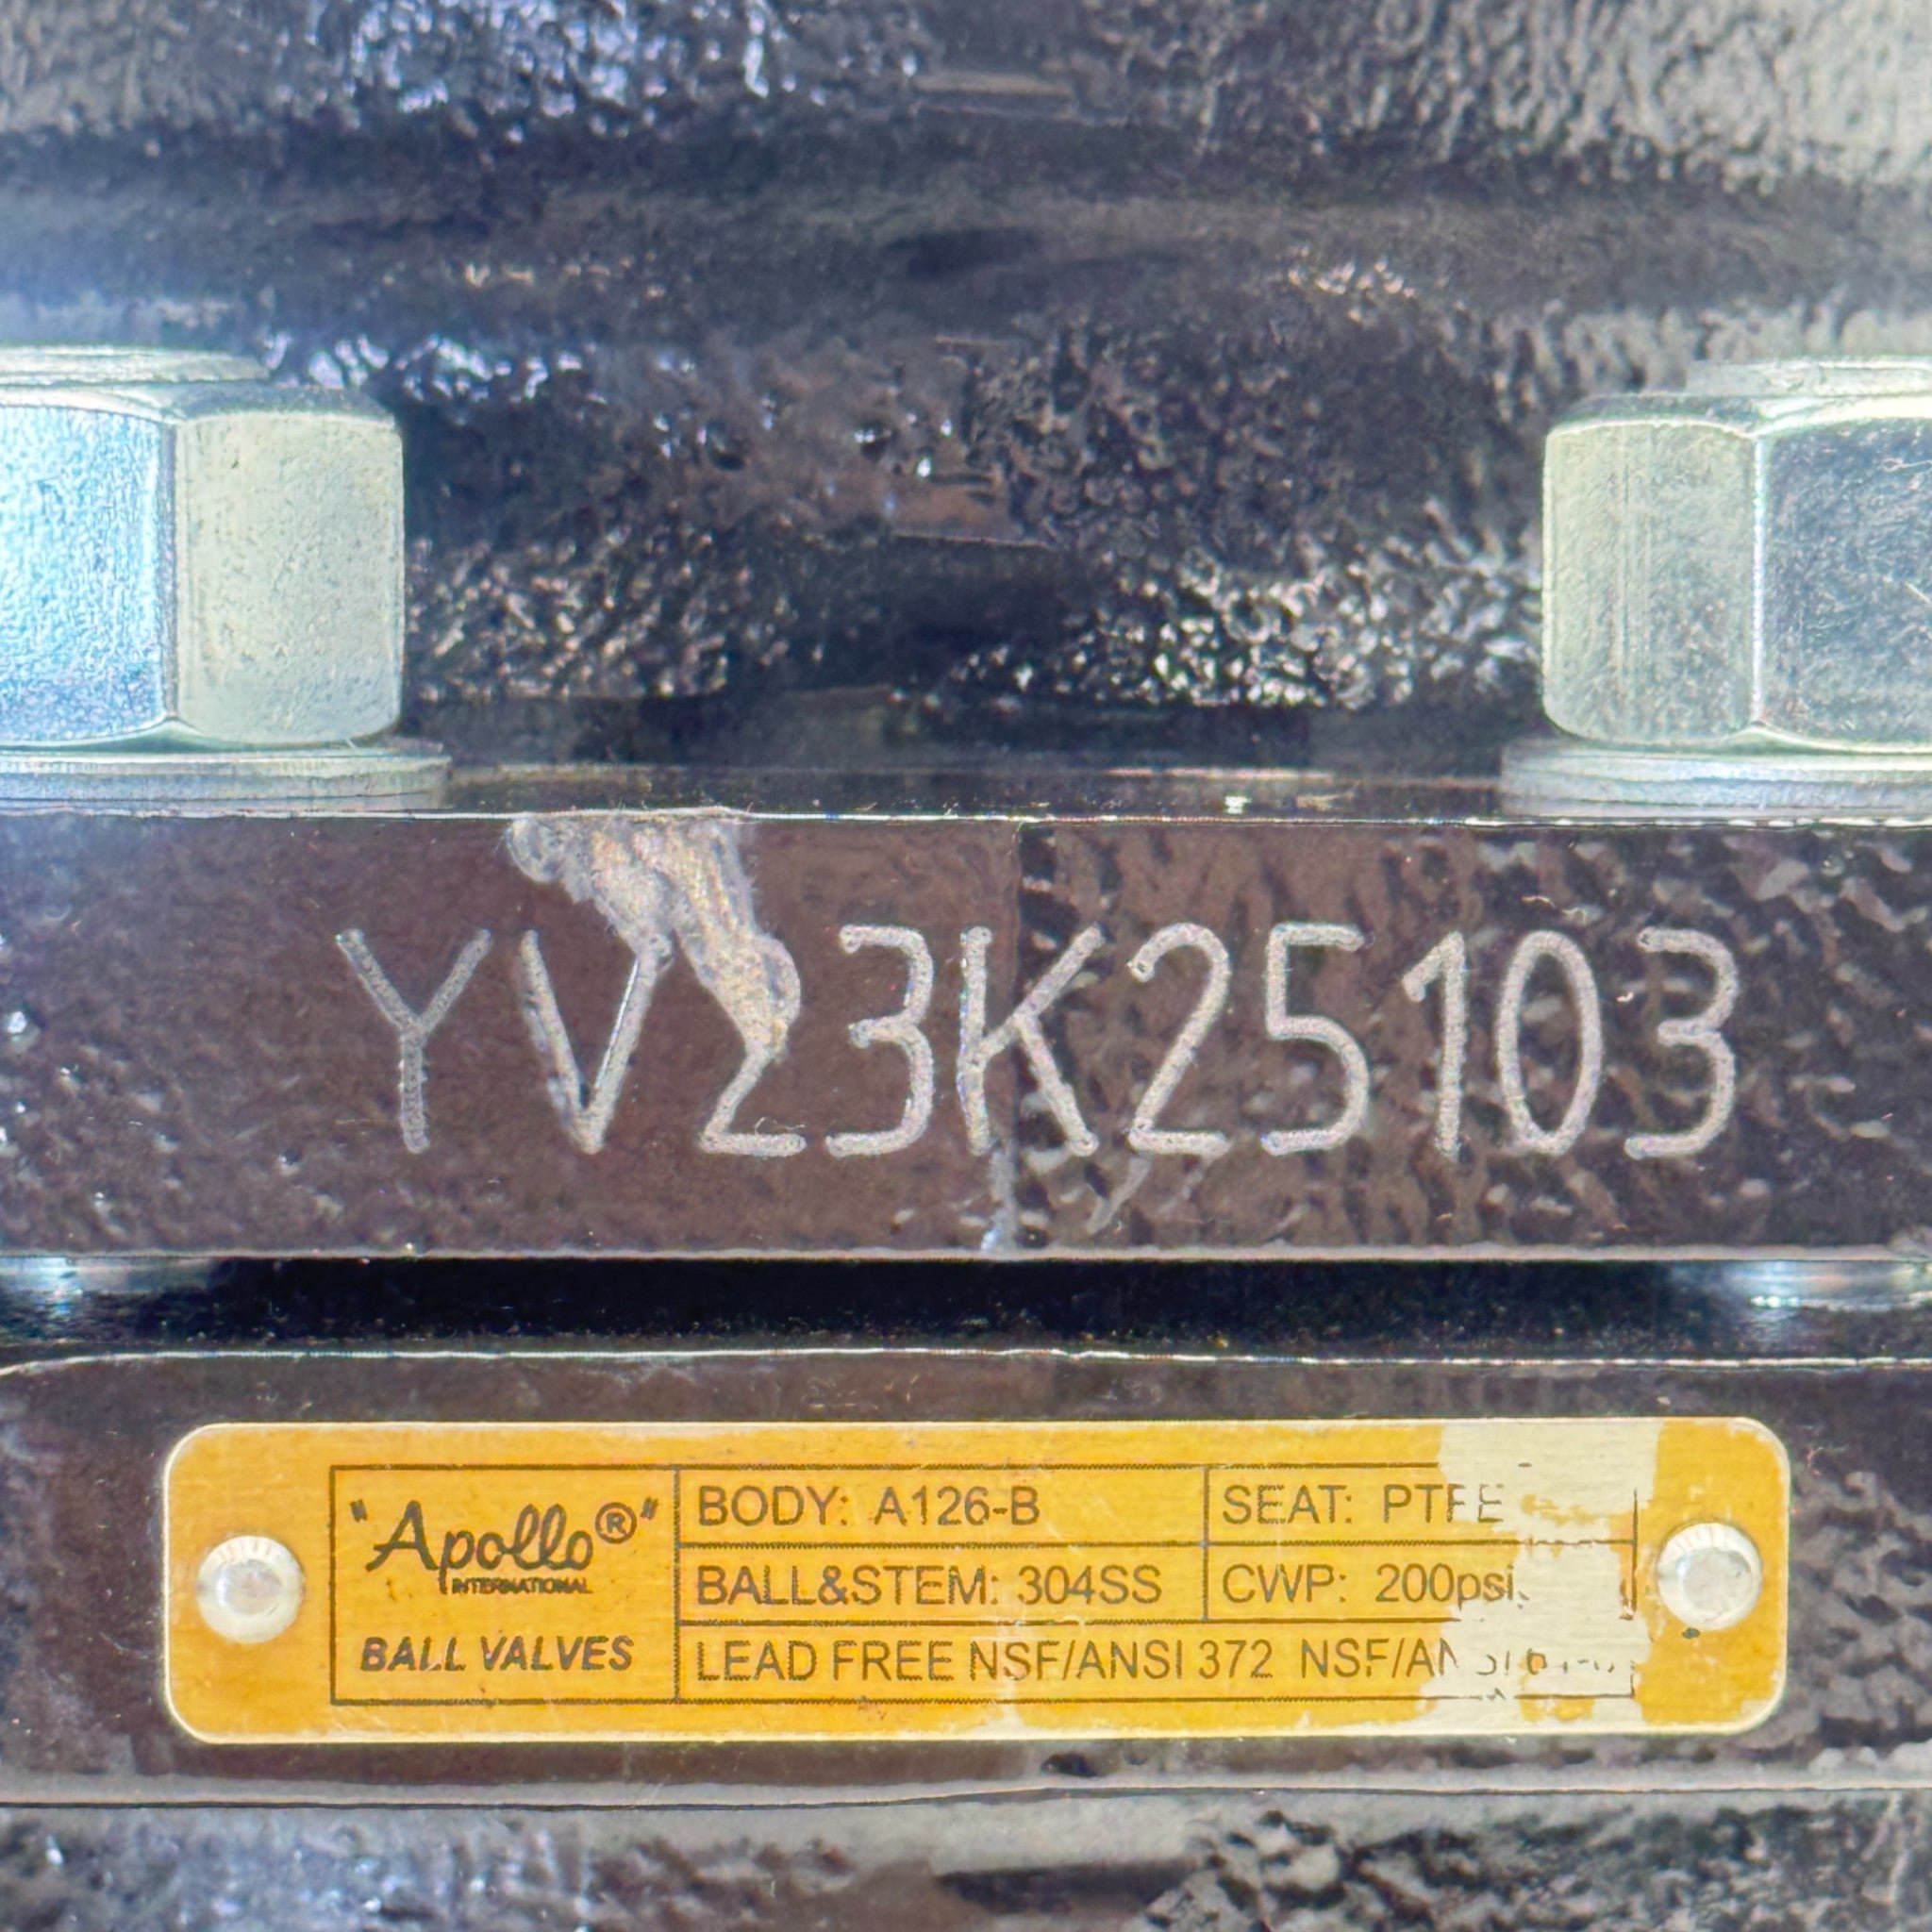 YV23K25103
"Apollo®"
INTERNATIONAL
BALL VALVES
BODY: A126-B
SEAT: PTFE
BALL&STEM: 304SS
CWP: 200psi.
LEAD FREE NSF/ANSI 372 NSF/ANSI